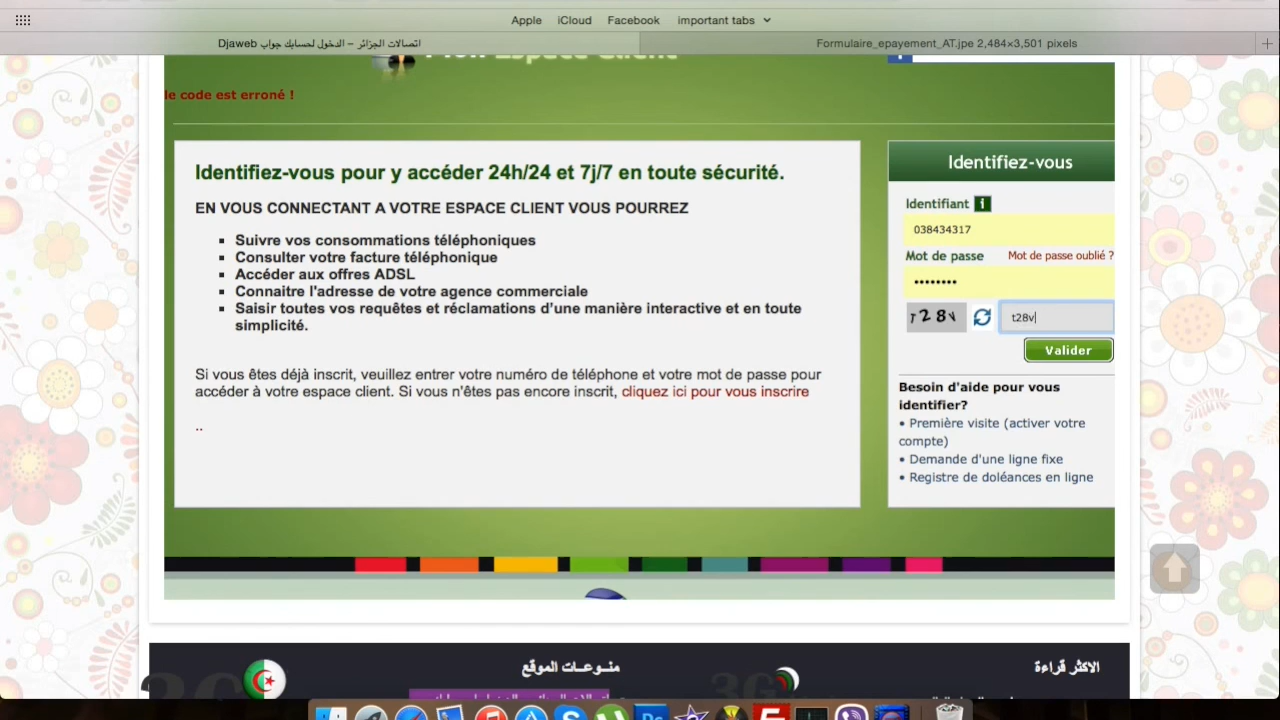 Apple iCloud Facebook important tabs
اتصالات الجزائر – الدخول لحسابك جواب Djaweb
Formulaire_epayement_AT.jpe 2,484×3,501 pixels
Mon Espace Client
le code est erroné !
Identifiez-vous pour y accéder 24h/24 et 7j/7 en toute sécurité.
EN VOUS CONNECTANT A VOTRE ESPACE CLIENT VOUS POURREZ
Suivre vos consommations téléphoniques
Consulter votre facture téléphonique
Accéder aux offres ADSL
Connaitre l'adresse de votre agence commerciale
Saisir toutes vos requêtes et réclamations d’une manière interactive et en toute
simplicité.
Si vous êtes déjà inscrit, veuillez entrer votre numéro de téléphone et votre mot de passe pour
accéder à votre espace client. Si vous n'êtes pas encore inscrit, cliquez ici pour vous inscrire
..
Identifiez-vous
Identifiant i
038434317
Mot de passe Mot de passe oublié ?
••••••••
T28V
t28v
Valider
Besoin d'aide pour vous
identifier?
• Première visite (activer votre
compte)
• Demande d'une ligne fixe
• Registre de doléances en ligne
منـوعـات الموقع
الاكثر قراءة
3G
3G